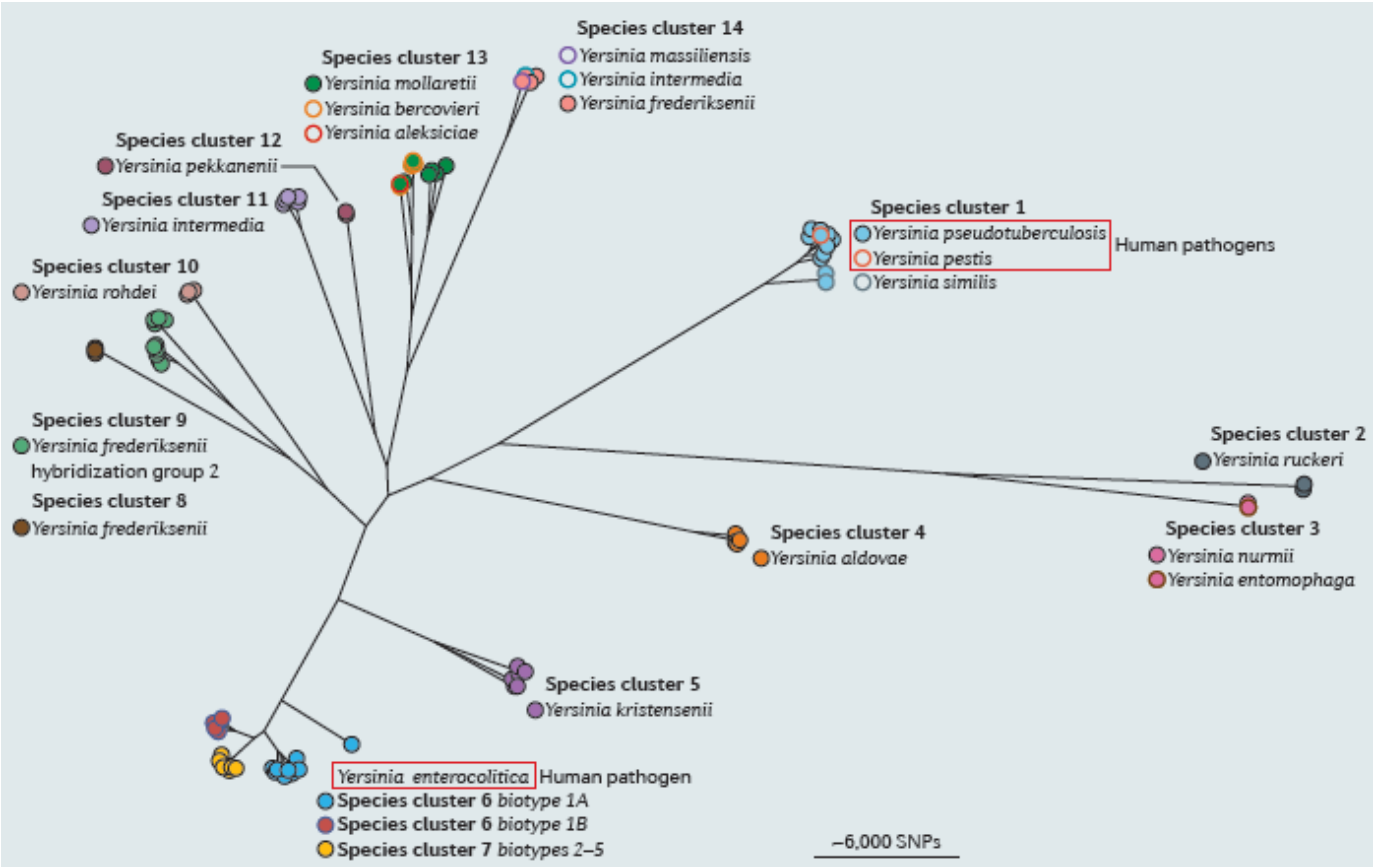 Species cluster 14
Yersinia massiliensis
Yersinia intermedia
Yersinia frederiksenii
Species cluster 13
Yersinia mollaretii
Yersinia bercovieri
Yersinia aleksiciae
Species cluster 12
Yersinia pekkanenii
Species cluster 11
Yersinia intermedia
Species cluster 10
Yersinia rohdei
Species cluster 9
Yersinia frederiksenii
hybridization group 2
Species cluster 8
Yersinia frederiksenii
Species cluster 1
Yersinia pseudotuberculosis
Yersinia pestis
Human pathogens
Yersinia similis
Species cluster 2
Yersinia ruckeri
Species cluster 3
Yersinia nurmii
Yersinia entomophaga
Species cluster 4
Yersinia aldovae
Species cluster 5
Yersinia kristensenii
Yersinia enterocolitica Human pathogen
Species cluster 6 biotype 1A
Species cluster 6 biotype 1B
Species cluster 7 biotypes 2–5
~6,000 SNPs